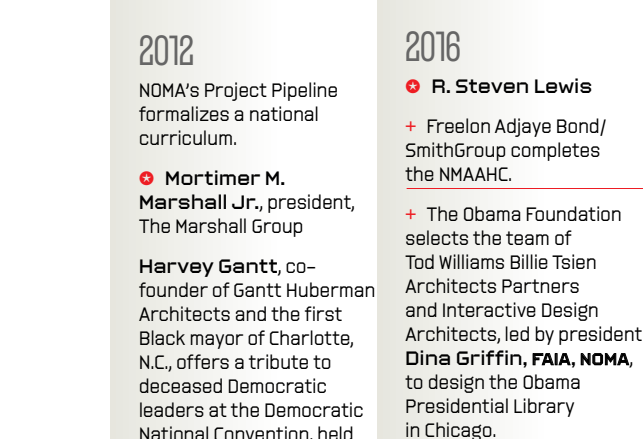 2012
NOMA's Project Pipeline
formalizes a national
curriculum.
✪ Mortimer M.
Marshall Jr., president,
The Marshall Group
Harvey Gantt, co–
founder of Gantt Huberman
Architects and the first
Black mayor of Charlotte,
N.C., offers a tribute to
deceased Democratic
leaders at the Democratic
National Convention, held
2016
✪ R. Steven Lewis
+ Freelon Adjaye Bond/
SmithGroup completes
the NMAAHC.
+ The Obama Foundation
selects the team of
Tod Williams Billie Tsien
Architects Partners
and Interactive Design
Architects, led by president
Dina Griffin, FAIA, NOMA,
to design the Obama
Presidential Library
in Chicago.